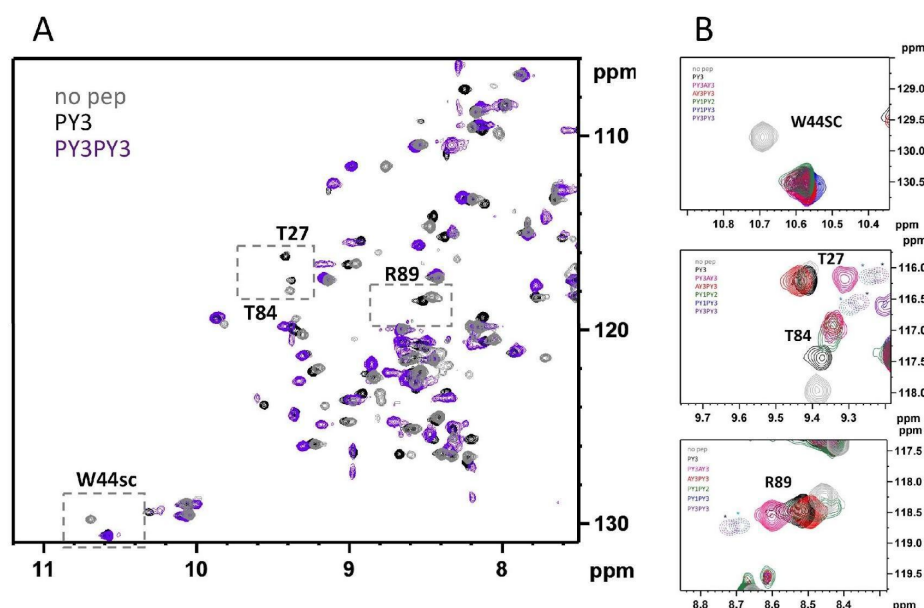 A
B
no pep
PY3
PY3PY3
ppm
110
120
130
T27
T84
R89
W44sc
11
10
9
8
ppm
ppm
no pep
PY3
PY3AY3
AY3PY3
PY1PY2
PY1PY3
PY3PY3
W44SC
129.5
130.0
130.5
10.8
10.7
10.6
10.5
10.4
ppm
ppm
no pep
PY3
PY3AY3
AY3PY3
PY1PY2
PY1PY3
PY3PY3
T27
T84
116.0
116.5
117.0
117.5
118.0
9.7
9.6
9.5
9.4
9.3
ppm
ppm
no pep
PY3
PY3AY3
AY3PY3
PY1PY2
PY1PY3
PY3PY3
R89
117.5
118.0
118.5
119.0
119.5
8.8
8.7
8.6
8.5
8.4
ppm